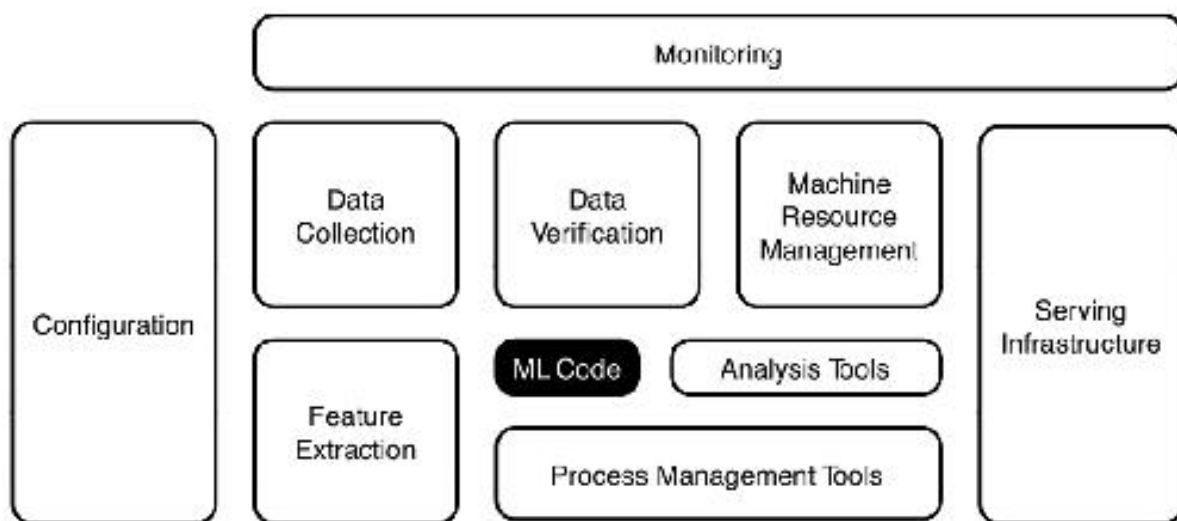 Monitoring
Configuration
Data
Collection
Data
Verification
Machine
Resource
Management
Serving
Infrastructure
Feature
Extraction
ML Code
Analysis Tools
Process Management Tools